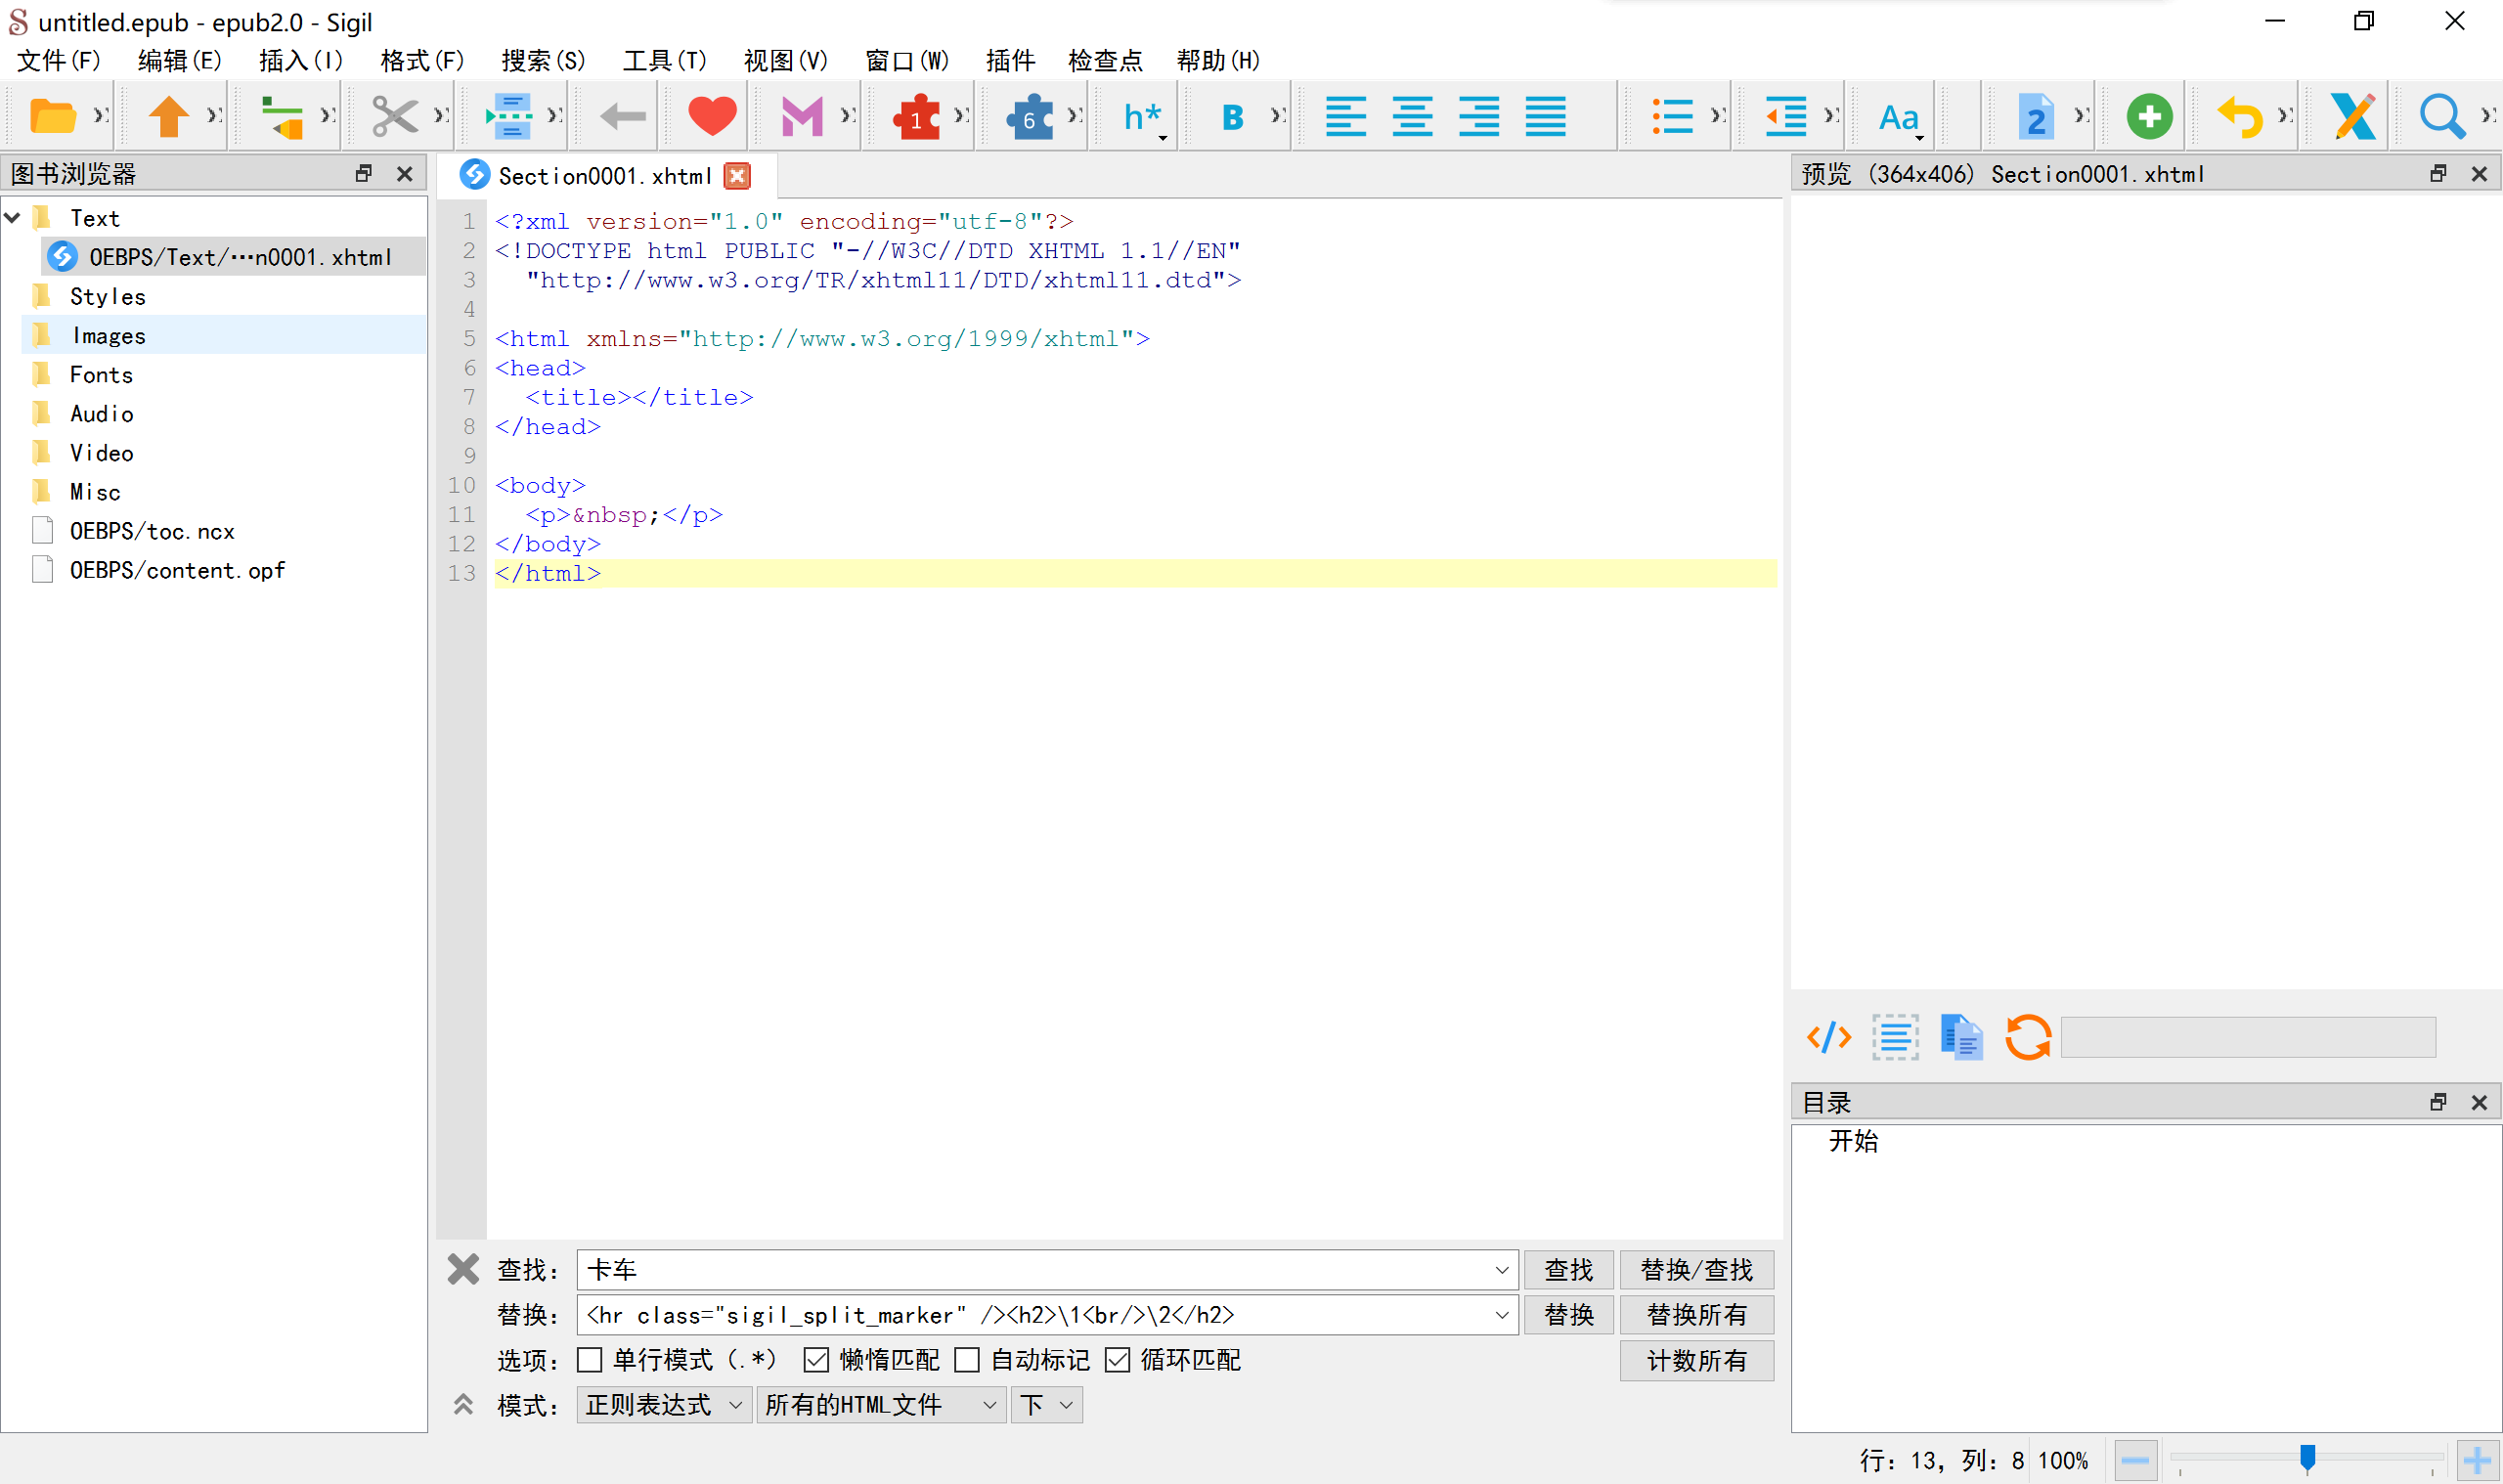 untitled.epub - epub2.0 - Sigil
文件(F) 编辑(E) 插入(I) 格式(F) 搜索(S) 工具(T) 视图(V) 窗口(W) 插件 检查点 帮助(H)
1 6 h* B Aa 2
图书浏览器
Text
OEBPS/Text/…n0001.xhtml
Styles
Images
Fonts
Audio
Video
Misc
OEBPS/toc.ncx
OEBPS/content.opf
Section0001.xhtml
1 <?xml version="1.0" encoding="utf-8"?>
2 <!DOCTYPE html PUBLIC "-//W3C//DTD XHTML 1.1//EN"
3   "http://www.w3.org/TR/xhtml11/DTD/xhtml11.dtd">
4
5 <html xmlns="http://www.w3.org/1999/xhtml">
6 <head>
7   <title></title>
8 </head>
9
10 <body>
11   <p>&nbsp;</p>
12 </body>
13 </html>
查找: 卡车 查找 替换/查找
替换: <hr class="sigil_split_marker" /><h2>\1<br/>\2</h2> 替换 替换所有
选项: 单行模式 (.*) 懒惰匹配 自动标记 循环匹配 计数所有
模式: 正则表达式 所有的HTML文件 下
预览 (364x406) Section0001.xhtml
</>
目录
开始
行: 13, 列: 8 100%